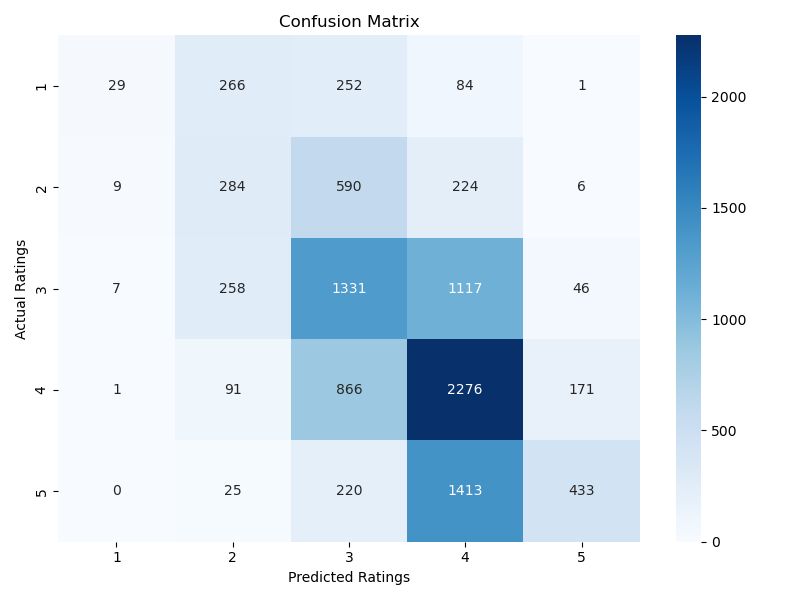 Confusion Matrix
Actual Ratings
1 29 266 252 84 1
2 9 284 590 224 6
3 7 258 1331 1117 46
4 1 91 866 2276 171
5 0 25 220 1413 433
1 2 3 4 5
Predicted Ratings
2000
1500
1000
500
0